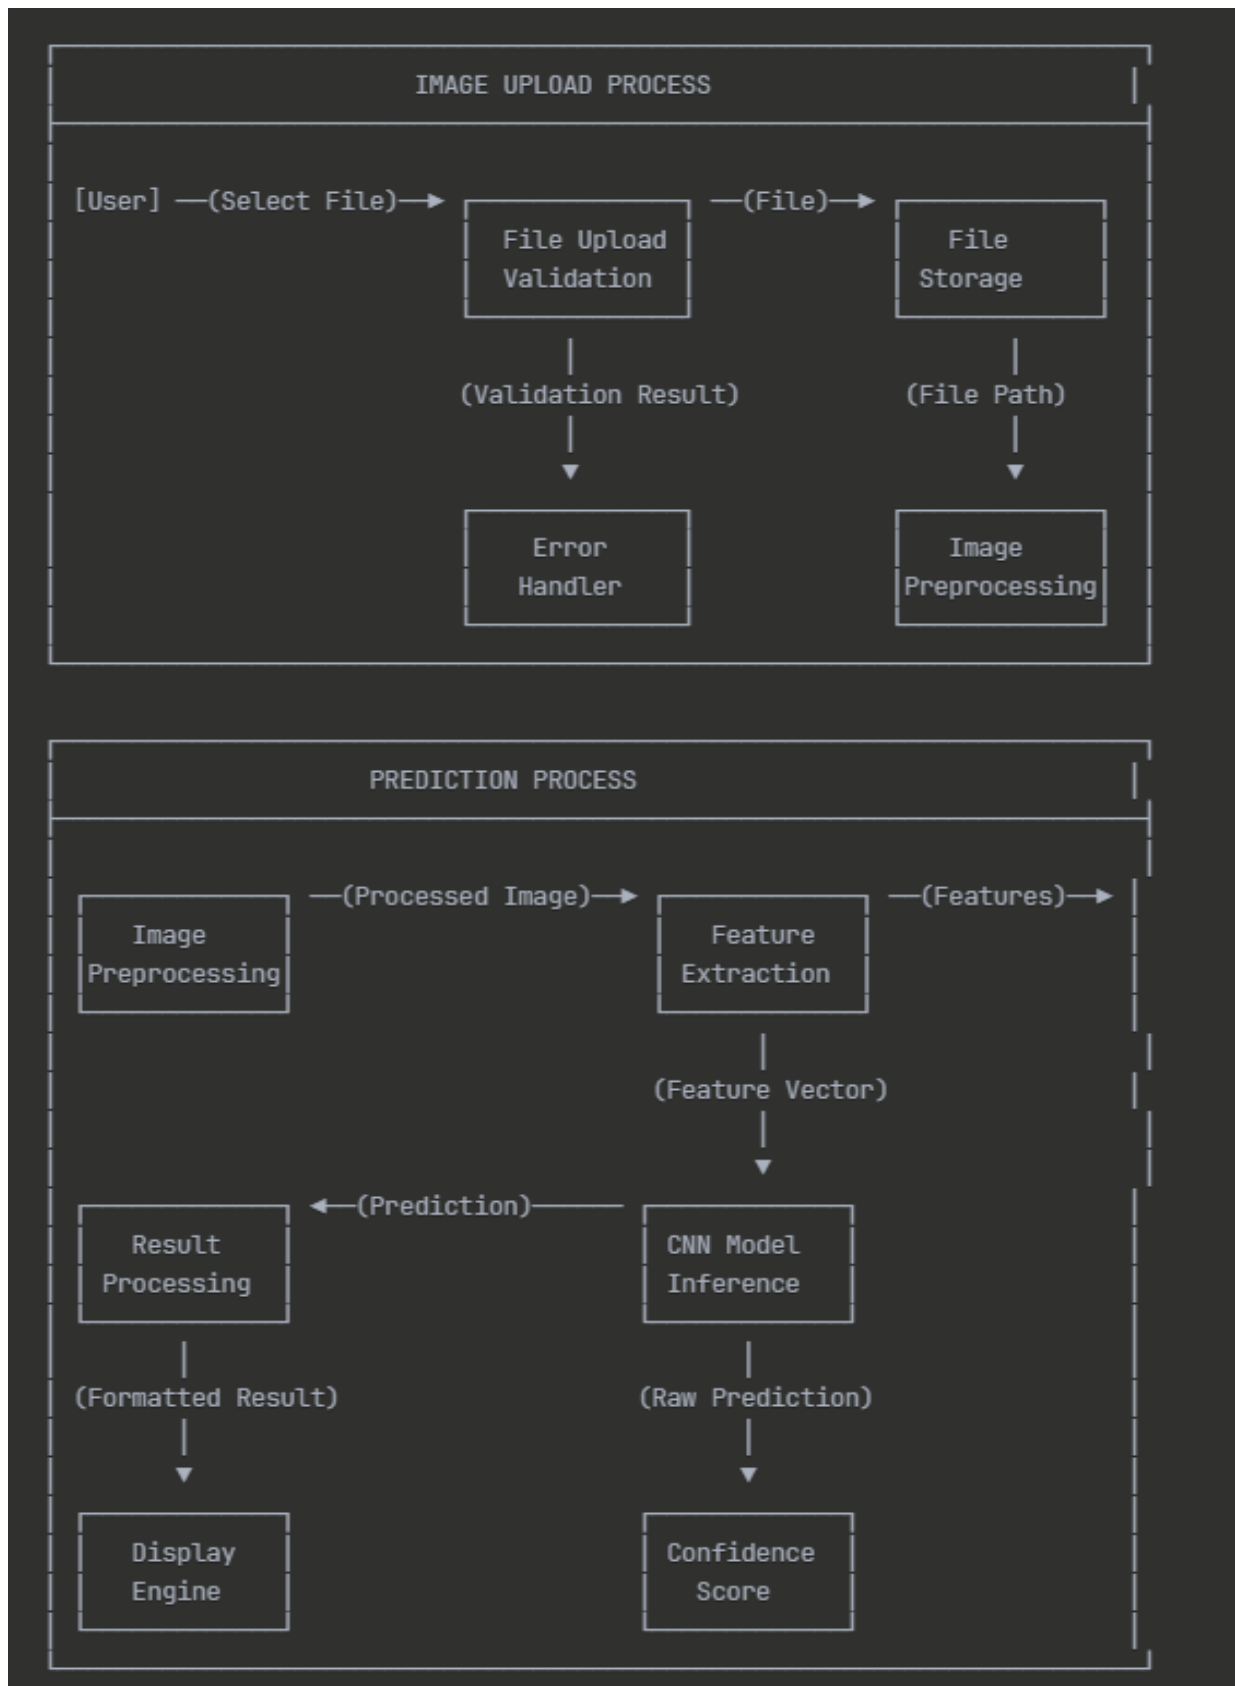 IMAGE UPLOAD PROCESS
[User] (Select File) (File)
File Upload File
Validation Storage
(Validation Result) (File Path)
Error Image
Handler Preprocessing
PREDICTION PROCESS
(Processed Image) (Features)
Image Feature
Preprocessing Extraction
(Feature Vector)
(Prediction)
Result CNN Model
Processing Inference
(Formatted Result) (Raw Prediction)
Display Confidence
Engine Score